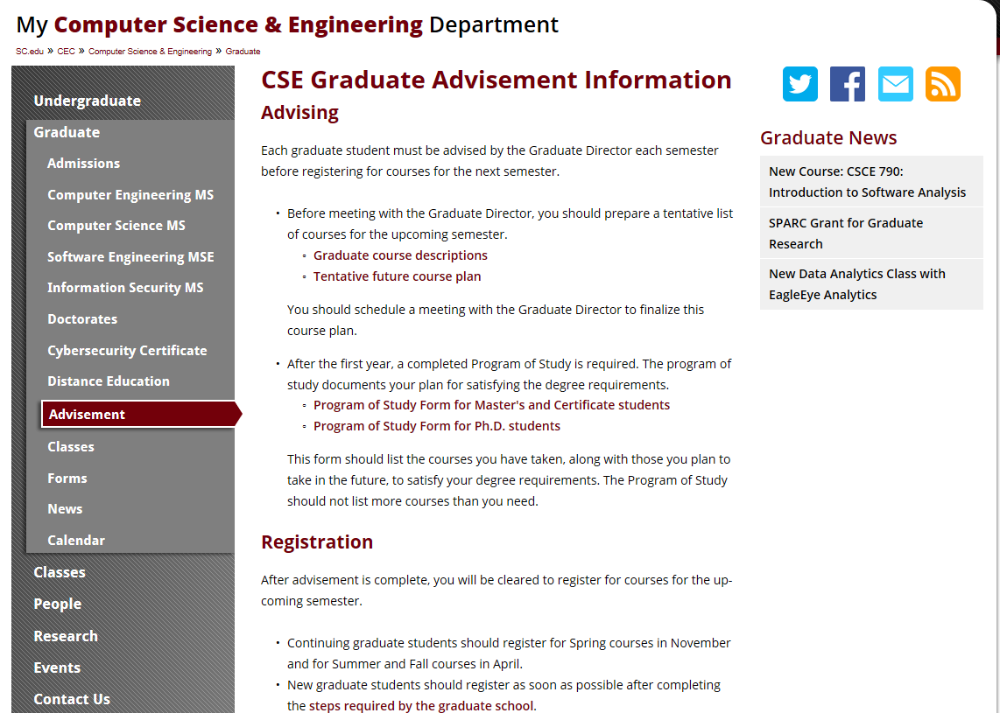 My Computer Science & Engineering Department
SC.edu » CEC » Computer Science & Engineering » Graduate
Undergraduate
Graduate
Admissions
Computer Engineering MS
Computer Science MS
Software Engineering MSE
Information Security MS
Doctorates
Cybersecurity Certificate
Distance Education
Advisement
Classes
Forms
News
Calendar
Classes
People
Research
Events
Contact Us
CSE Graduate Advisement Information
Advising
Each graduate student must be advised by the Graduate Director each semester
before registering for courses for the next semester.
• Before meeting with the Graduate Director, you should prepare a tentative list
of courses for the upcoming semester.
▫ Graduate course descriptions
▫ Tentative future course plan
You should schedule a meeting with the Graduate Director to finalize this
course plan.
• After the first year, a completed Program of Study is required. The program of
study documents your plan for satisfying the degree requirements.
▫ Program of Study Form for Master's and Certificate students
▫ Program of Study Form for Ph.D. students
This form should list the courses you have taken, along with those you plan to
take in the future, to satisfy your degree requirements. The Program of Study
should not list more courses than you need.
Registration
After advisement is complete, you will be cleared to register for courses for the up-
coming semester.
• Continuing graduate students should register for Spring courses in November
and for Summer and Fall courses in April.
• New graduate students should register as soon as possible after completing
the steps required by the graduate school.
Graduate News
New Course: CSCE 790:
Introduction to Software Analysis
SPARC Grant for Graduate
Research
New Data Analytics Class with
EagleEye Analytics